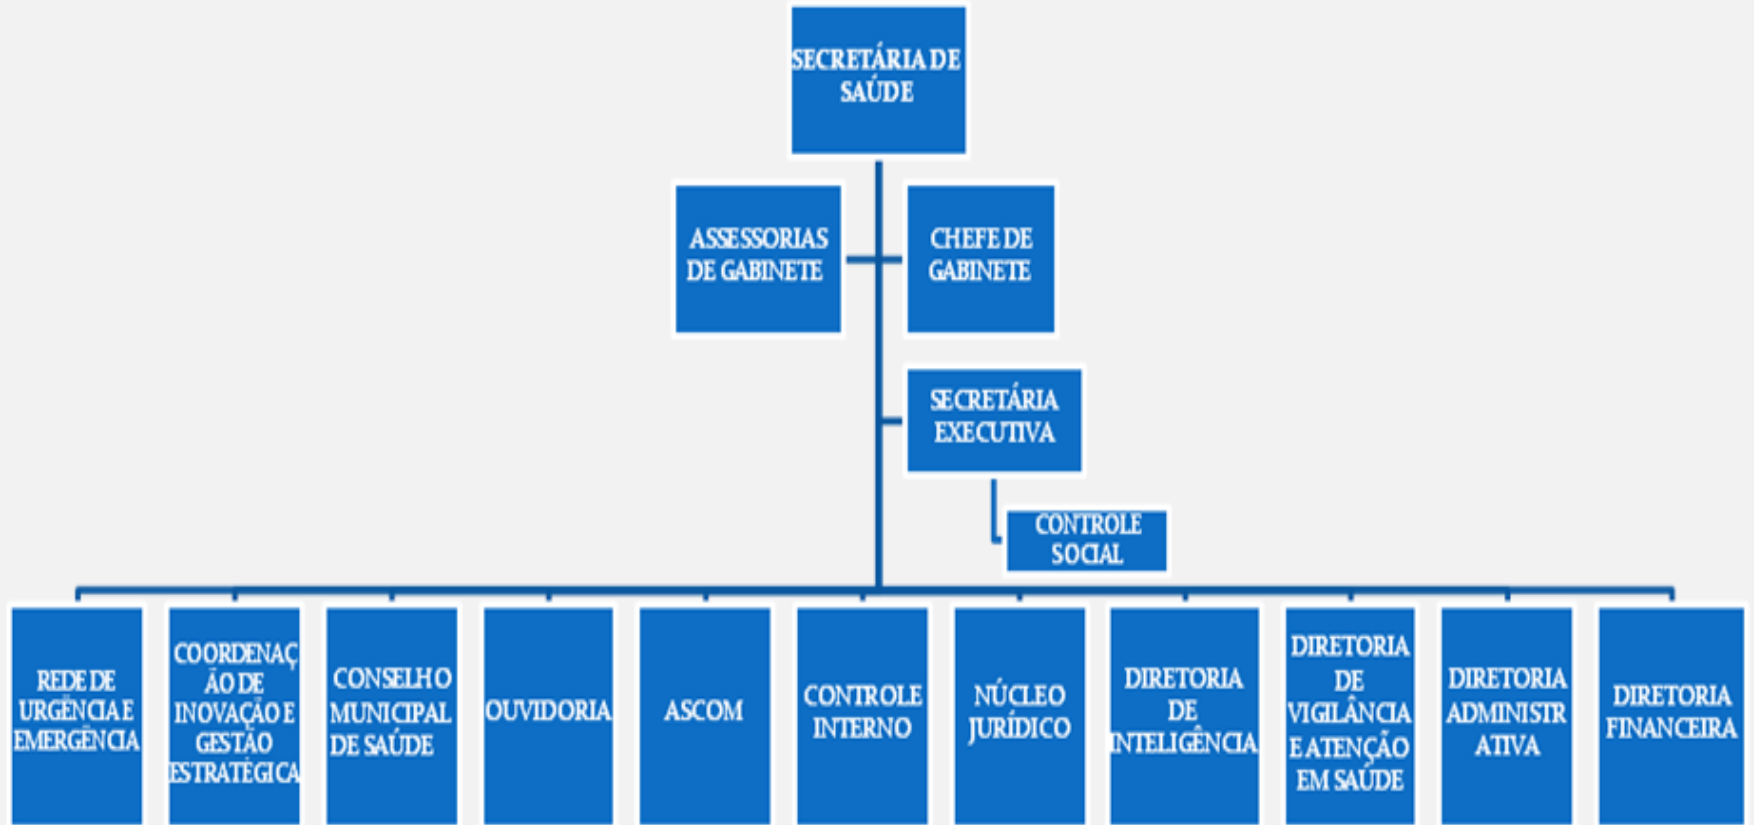 SECRETÁRIA DE
SAÚDE
ASSESSORIAS
DE GABINETE
CHEFE DE
GABINETE
SECRETÁRIA
EXECUTIVA
CONTROLE
SOCIAL
REDE DE
URGÊNCIA E
EMERGÊNCIA
COORDENAÇ
ÃO DE
INOVAÇÃO E
GESTÃO
ESTRATÉGICA
CONSELHO
MUNICIPAL
DE SAÚDE
OUVIDORIA
ASCOM
CONTROLE
INTERNO
NÚCLEO
JURÍDICO
DIRETORIA
DE
INTELIGÊNCIA
DIRETORIA
DE
VIGILÂNCIA
E ATENÇÃO
EM SAÚDE
DIRETORIA
ADMINISTR
ATIVA
DIRETORIA
FINANCEIRA